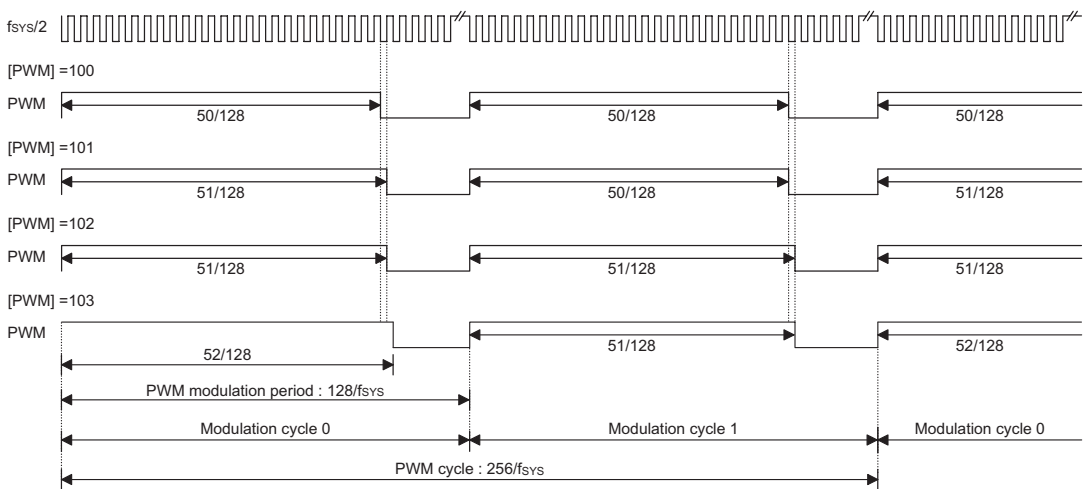 fSYS/2
[PWM] =100
PWM
50/128 50/128 50/128
[PWM] =101
PWM
51/128 50/128 51/128
[PWM] =102
PWM
51/128 51/128 51/128
[PWM] =103
PWM
52/128 51/128 52/128
PWM modulation period : 128/fSYS
Modulation cycle 0 Modulation cycle 1 Modulation cycle 0
PWM cycle : 256/fSYS